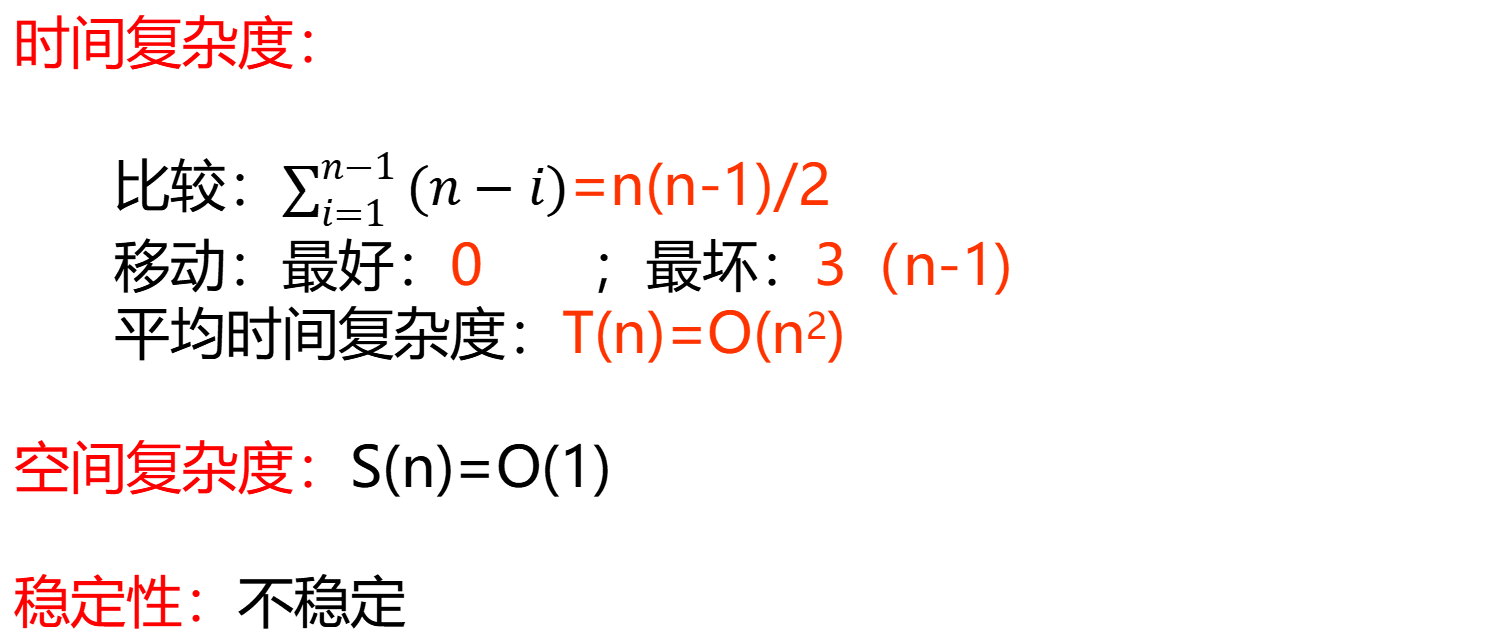 时间复杂度：
比较：∑_{i=1}^{n−1}(n − i)=n(n-1)/2
移动：最好：0 ；最坏：3（n-1)
平均时间复杂度：T(n)=O(n²)
空间复杂度：S(n)=O(1)
稳定性：不稳定